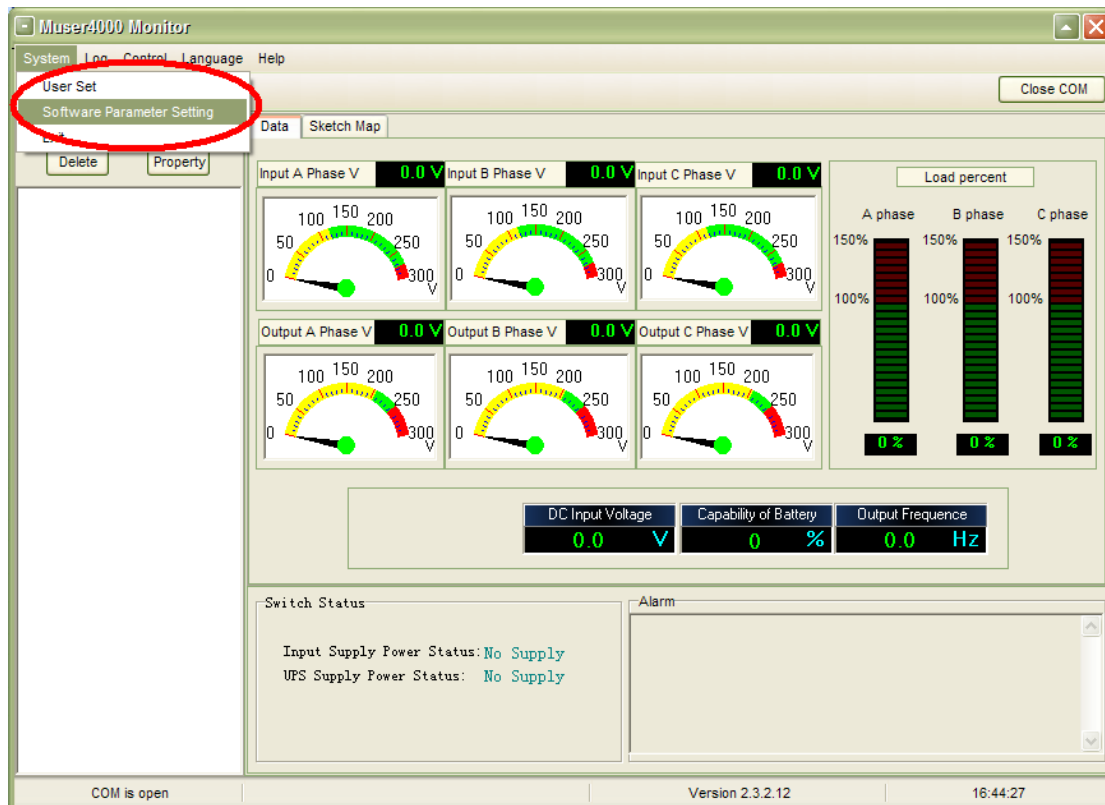 Muser4000 Monitor
System Log Control Language Help
User Set
Software Parameter Setting
Exit
Close COM
Delete Property
Data Sketch Map
Input A Phase V 0.0 V Input B Phase V 0.0 V Input C Phase V 0.0 V
0 50 100 150 200 250 300 V
0 50 100 150 200 250 300 V
0 50 100 150 200 250 300 V
Output A Phase V 0.0 V Output B Phase V 0.0 V Output C Phase V 0.0 V
0 50 100 150 200 250 300 V
0 50 100 150 200 250 300 V
0 50 100 150 200 250 300 V
Load percent
A phase B phase C phase
150% 150% 150%
100% 100% 100%
0 % 0 % 0 %
DC Input Voltage Capability of Battery Output Frequence
0.0 V 0 % 0.0 Hz
Switch Status
Input Supply Power Status: No Supply
UPS Supply Power Status: No Supply
Alarm
COM is open Version 2.3.2.12 16:44:27